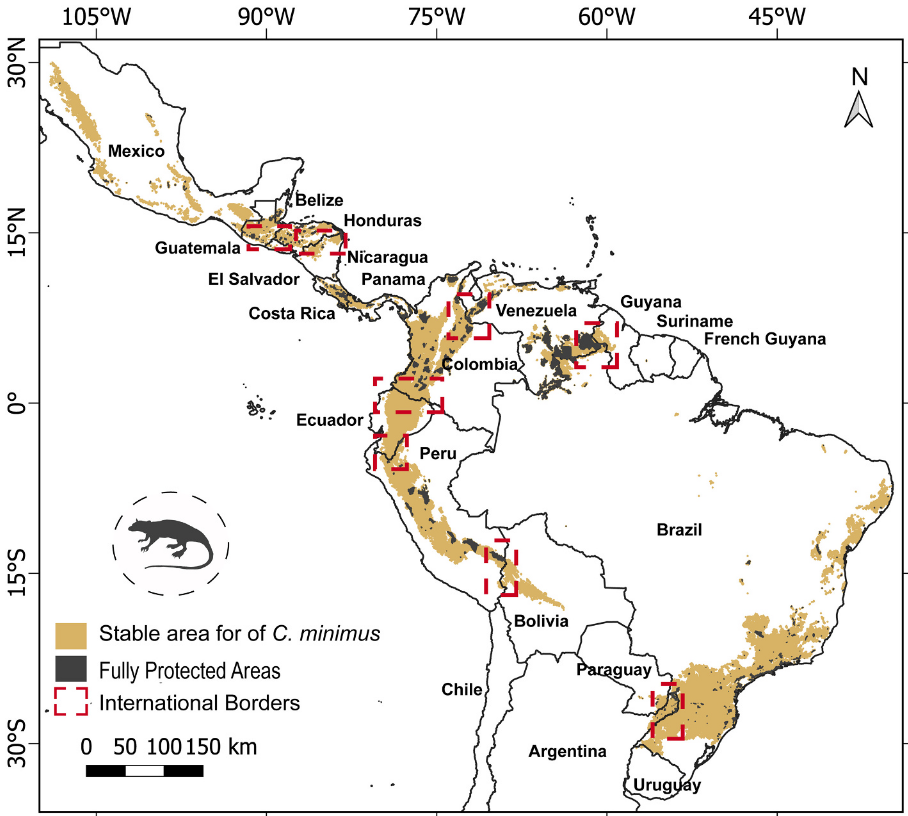 105°W 90°W 75°W 60°W 45°W
30°N
N
Mexico
Belize
15°N
Honduras
Guatemala
Nicaragua
El Salvador
Panama
Costa Rica
Venezuela
Guyana
Suriname
French Guyana
Colombia
0°
Ecuador
Peru
Brazil
15°S
Bolivia
Stable area for of C. minimus
Fully Protected Areas
Paraguay
International Borders
Chile
30°S
0 50 100 150 km
Argentina
Uruguay